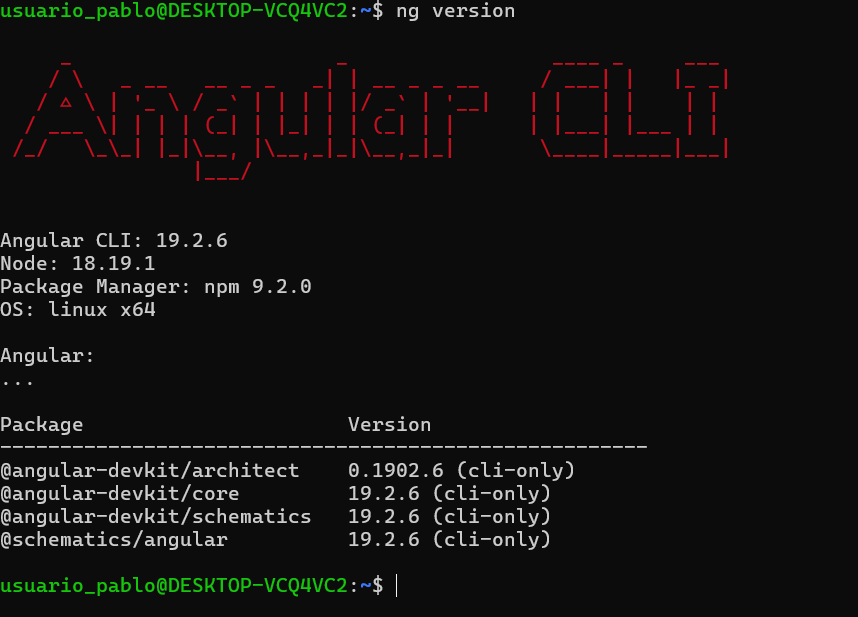 usuario_pablo@DESKTOP-VCQ4VC2:~$ ng version
Angular CLI
Angular CLI: 19.2.6
Node: 18.19.1
Package Manager: npm 9.2.0
OS: linux x64
Angular:
...
Package                      Version
------------------------------------------------------
@angular-devkit/architect    0.1902.6 (cli-only)
@angular-devkit/core         19.2.6 (cli-only)
@angular-devkit/schematics   19.2.6 (cli-only)
@schematics/angular          19.2.6 (cli-only)
usuario_pablo@DESKTOP-VCQ4VC2:~$